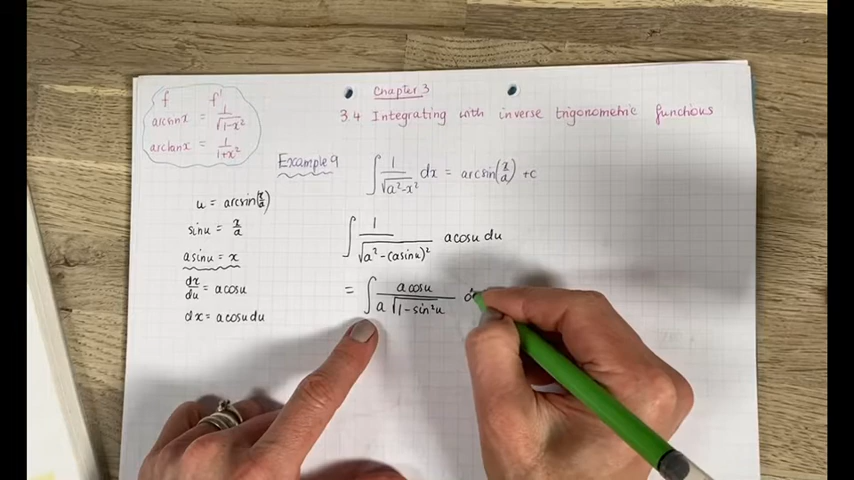 Chapter 3
3.4 Integrating with inverse trigonometric functions
f f'
arcsinx = 1/√(1-x²)
arctanx = 1/(1+x²)
Example 9
∫ 1/√(a²-x²) dx = arcsin(x/a) + c
u = arcsin(x/a)
sinu = x/a
asinu = x
dx/du = acosu
dx = acosu du
∫ 1/√(a²-(asinu)²) acosu du
= ∫ acosu/(a√(1-sin²u))